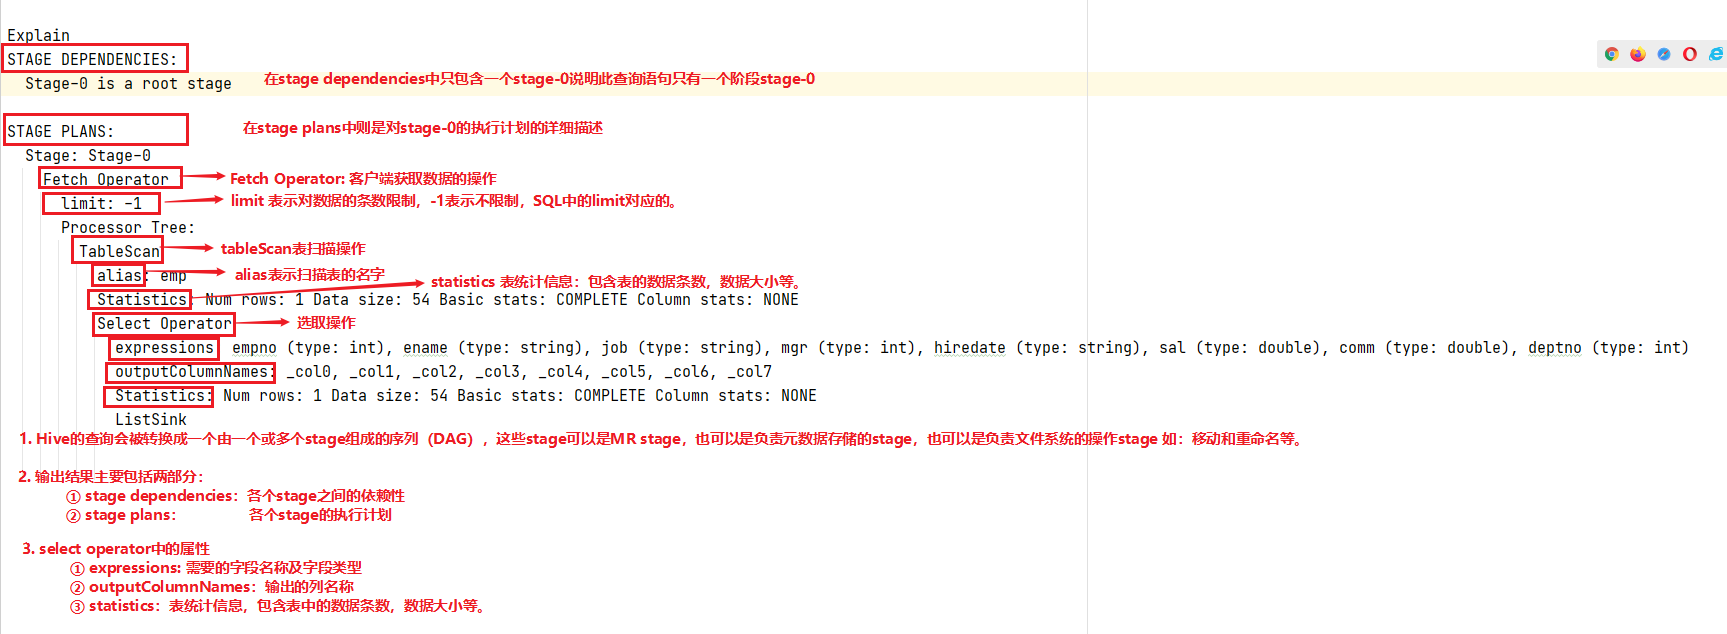 Explain
STAGE DEPENDENCIES:
Stage-0 is a root stage 在stage dependencies中只包含一个stage-0说明此查询语句只有一个阶段stage-0
STAGE PLANS: 在stage plans中则是对stage-0的执行计划的详细描述
Stage: Stage-0
Fetch Operator Fetch Operator: 客户端获取数据的操作
limit: -1 limit 表示对数据的条数限制，-1表示不限制，SQL中的limit对应的。
Processor Tree:
TableScan tableScan表扫描操作
alias: emp alias表示扫描表的名字
statistics 表统计信息：包含表的数据条数，数据大小等。
Statistics: Num rows: 1 Data size: 54 Basic stats: COMPLETE Column stats: NONE
Select Operator 选取操作
expressions empno (type: int), ename (type: string), job (type: string), mgr (type: int), hiredate (type: string), sal (type: double), comm (type: double), deptno (type: int)
outputColumnNames: _col0, _col1, _col2, _col3, _col4, _col5, _col6, _col7
Statistics: Num rows: 1 Data size: 54 Basic stats: COMPLETE Column stats: NONE
ListSink
1. Hive的查询会被转换成一个由一个或多个stage组成的序列（DAG），这些stage可以是MR stage，也可以是负责元数据存储的stage，也可以是负责文件系统的操作stage 如：移动和重命名等。
2. 输出结果主要包括两部分：
① stage dependencies：各个stage之间的依赖性
② stage plans： 各个stage的执行计划
3. select operator中的属性
① expressions: 需要的字段名称及字段类型
② outputColumnNames：输出的列名称
③ statistics：表统计信息，包含表中的数据条数，数据大小等。